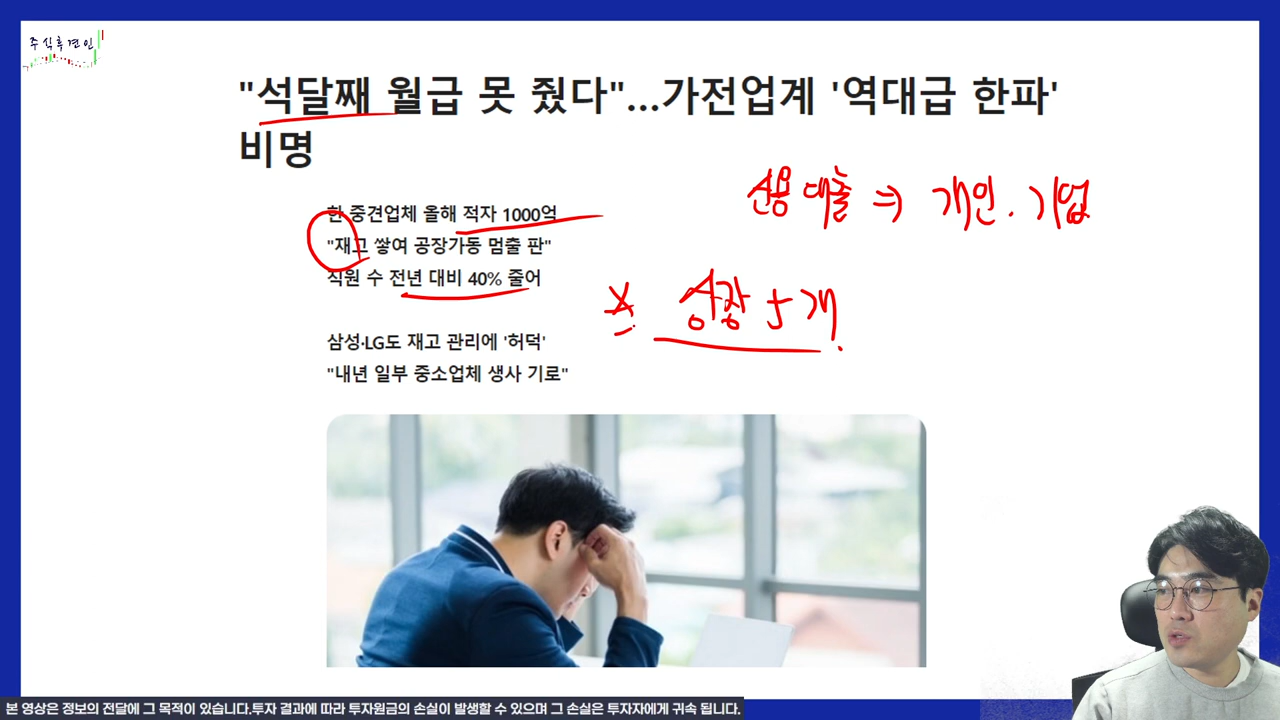 주식후견인
"석달째 월급 못 줬다"...가전업계 '역대급 한파'
비명
한 중견업체 올해 적자 1000억
"재고 쌓여 공장가동 멈출 판"
직원 수 전년 대비 40% 줄어
신용대출 ⇒ 개인. 기업
※ 상장 5개
삼성·LG도 재고 관리에 '허덕'
"내년 일부 중소업체 생사 기로"
본 영상은 정보의 전달에 그 목적이 있습니다.투자 결과에 따라 투자원금의 손실이 발생할 수 있으며 그 손실은 투자자에게 귀속 됩니다.